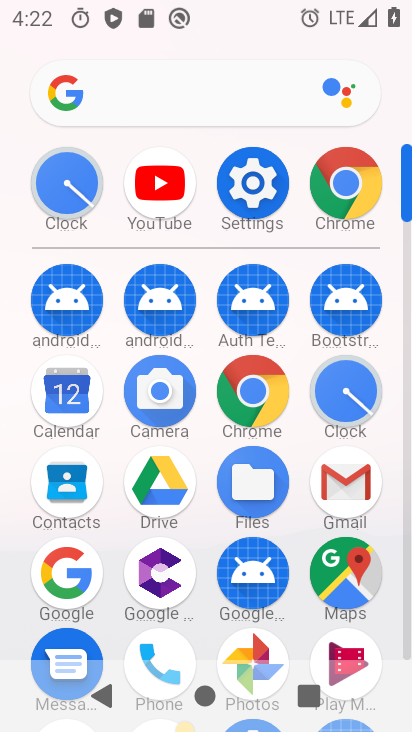 4:22 LTE
Clock YouTube Settings Chrome
android... android... Auth Te... Bootstr...
12
Calendar Camera Chrome Clock
Contacts Drive Files Gmail
Google Google ... Google... Maps
G
Messa... Phone Photos Play M...